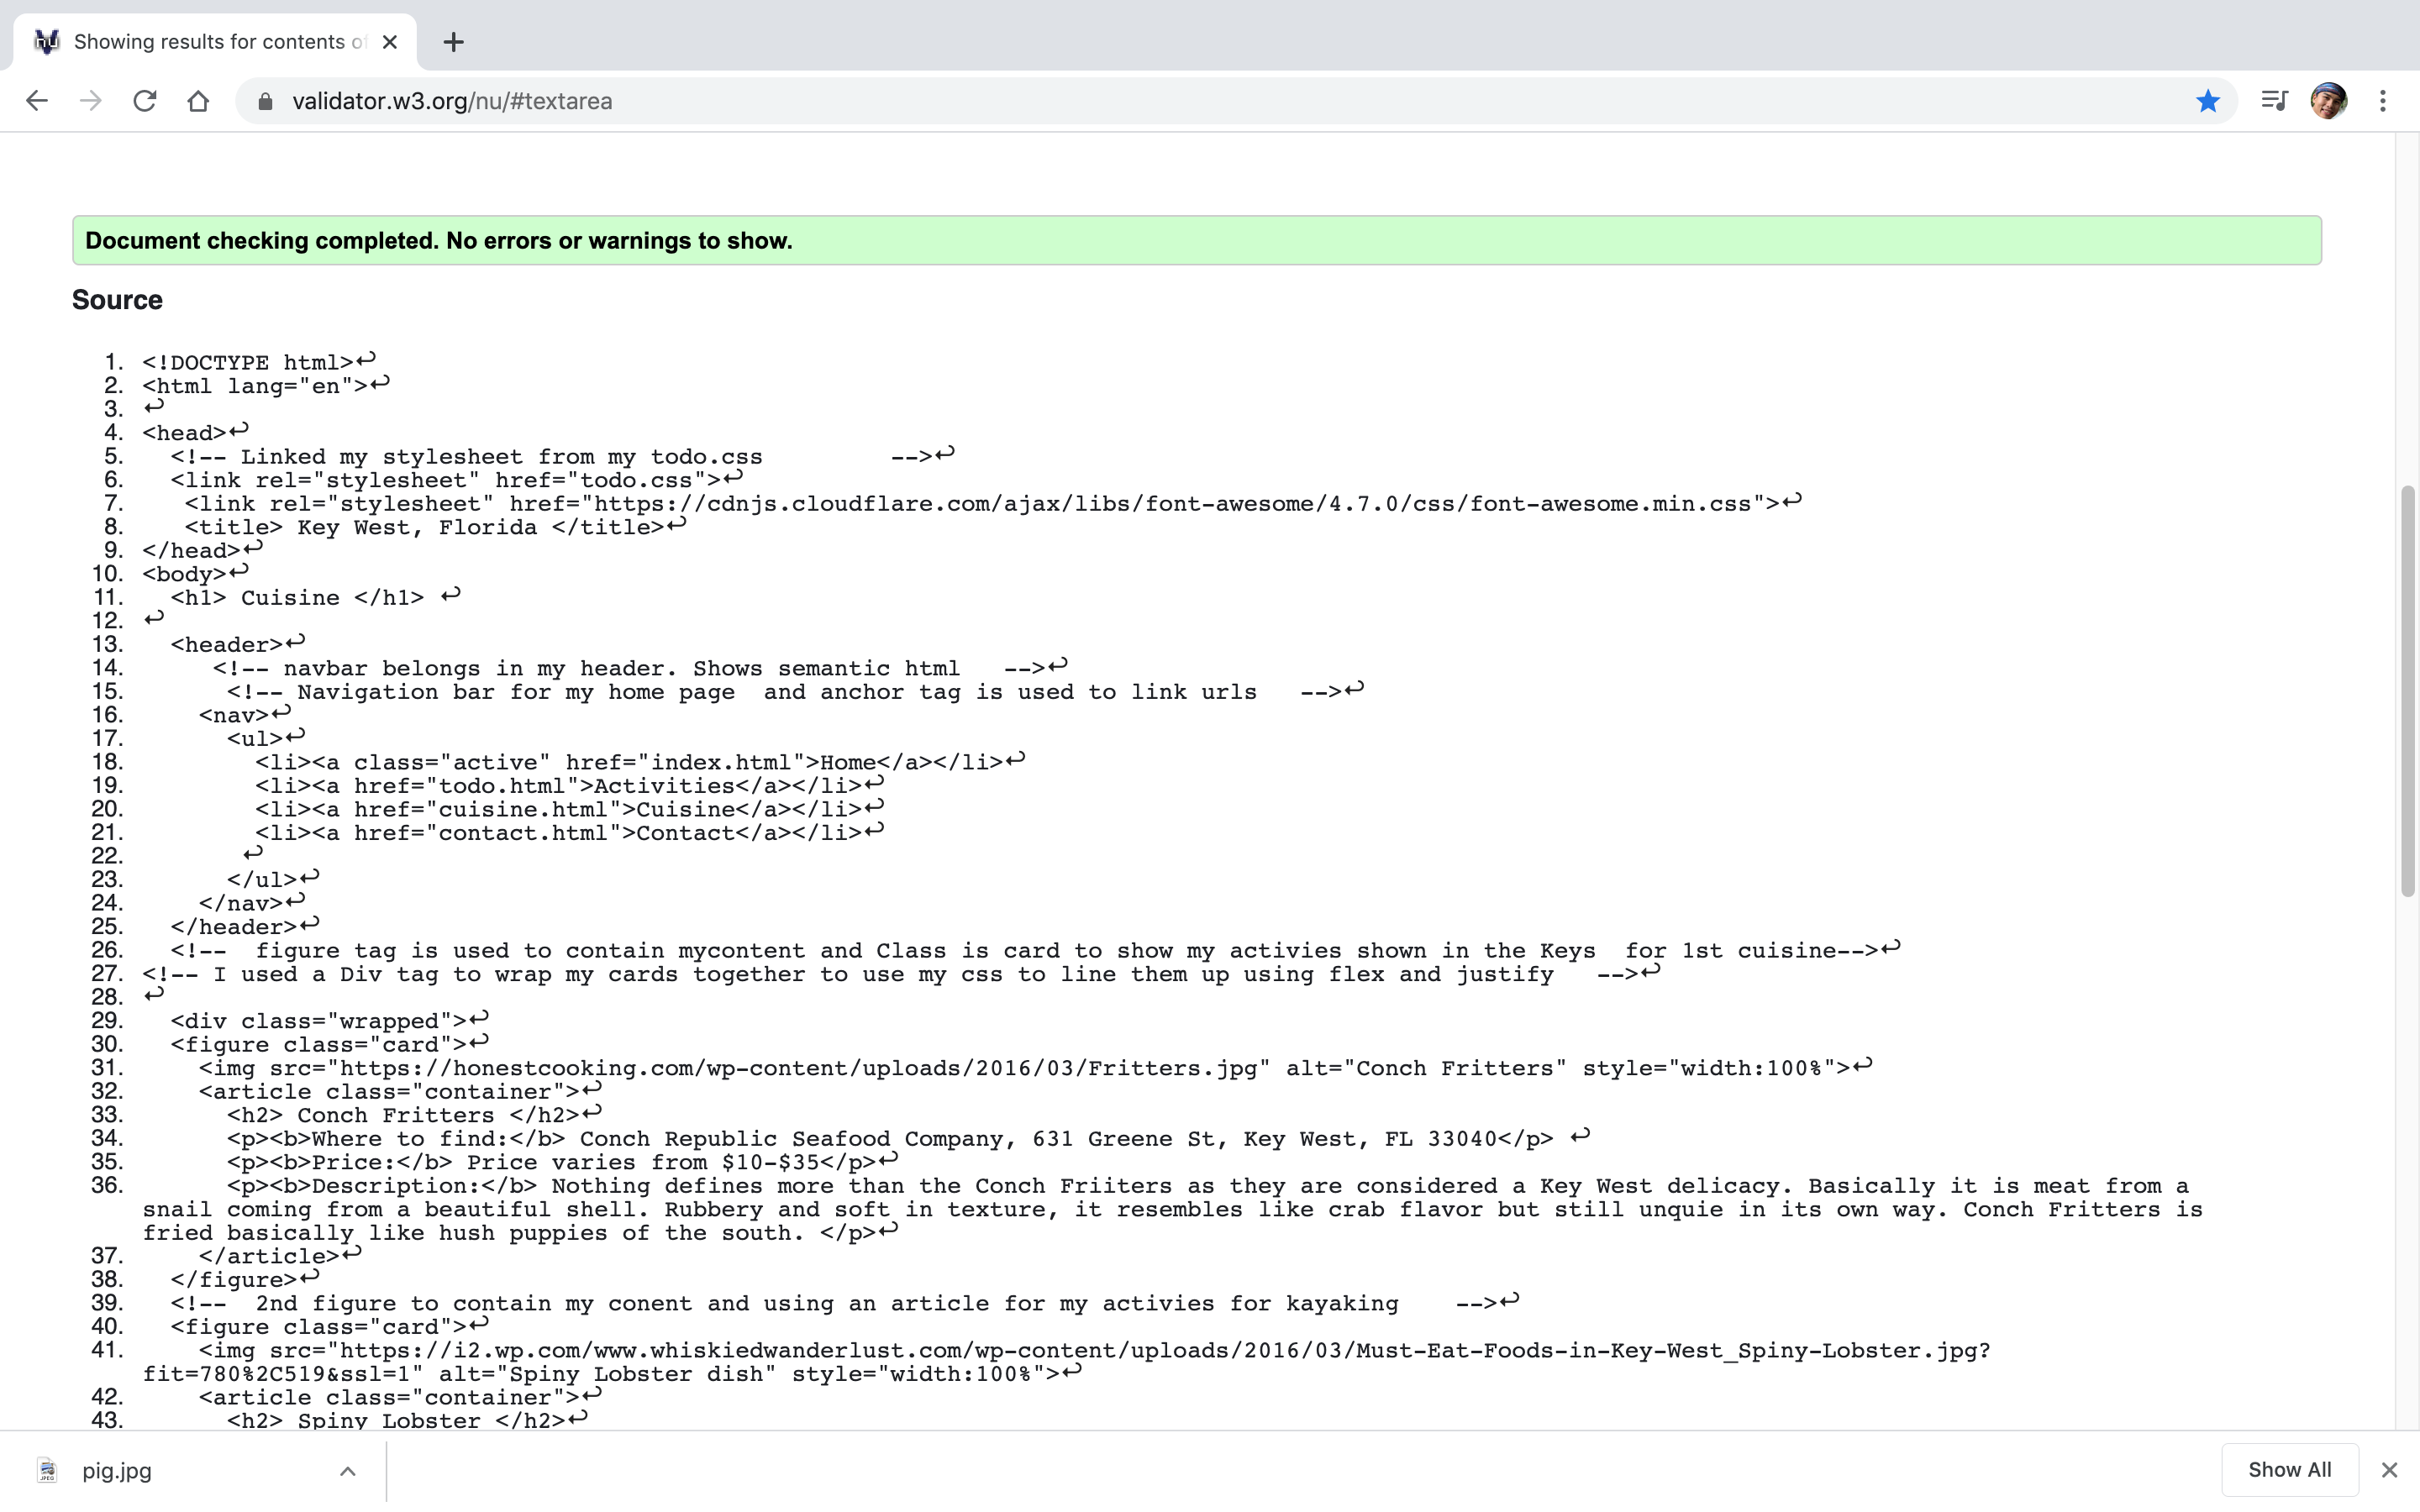 Showing results for contents of
validator.w3.org/nu/#textarea
Document checking completed. No errors or warnings to show.
Source
1. <!DOCTYPE html>↩
2. <html lang="en">↩
3. ↩
4. <head>↩
5.   <!-- Linked my stylesheet from my todo.css         -->↩
6.   <link rel="stylesheet" href="todo.css">↩
7.    <link rel="stylesheet" href="https://cdnjs.cloudflare.com/ajax/libs/font-awesome/4.7.0/css/font-awesome.min.css">↩
8.    <title> Key West, Florida </title>↩
9. </head>↩
10. <body>↩
11.   <h1> Cuisine </h1> ↩
12. ↩
13.   <header>↩
14.      <!-- navbar belongs in my header. Shows semantic html   -->↩
15.       <!-- Navigation bar for my home page  and anchor tag is used to link urls   -->↩
16.     <nav>↩
17.       <ul>↩
18.         <li><a class="active" href="index.html">Home</a></li>↩
19.         <li><a href="todo.html">Activities</a></li>↩
20.         <li><a href="cuisine.html">Cuisine</a></li>↩
21.         <li><a href="contact.html">Contact</a></li>↩
22.        ↩
23.       </ul>↩
24.     </nav>↩
25.   </header>↩
26.   <!--  figure tag is used to contain mycontent and Class is card to show my activies shown in the Keys  for 1st cuisine-->↩
27. <!-- I used a Div tag to wrap my cards together to use my css to line them up using flex and justify   -->↩
28. ↩
29.   <div class="wrapped">↩
30.   <figure class="card">↩
31.     <img src="https://honestcooking.com/wp-content/uploads/2016/03/Fritters.jpg" alt="Conch Fritters" style="width:100%">↩
32.     <article class="container">↩
33.       <h2> Conch Fritters </h2>↩
34.       <p><b>Where to find:</b> Conch Republic Seafood Company, 631 Greene St, Key West, FL 33040</p> ↩
35.       <p><b>Price:</b> Price varies from $10-$35</p>↩
36.       <p><b>Description:</b> Nothing defines more than the Conch Friiters as they are considered a Key West delicacy. Basically it is meat from a
snail coming from a beautiful shell. Rubbery and soft in texture, it resembles like crab flavor but still unquie in its own way. Conch Fritters is
fried basically like hush puppies of the south. </p>↩
37.     </article>↩
38.   </figure>↩
39.   <!--  2nd figure to contain my conent and using an article for my activies for kayaking    -->↩
40.   <figure class="card">↩
41.     <img src="https://i2.wp.com/www.whiskiedwanderlust.com/wp-content/uploads/2016/03/Must-Eat-Foods-in-Key-West_Spiny-Lobster.jpg?
fit=780%2C519&ssl=1" alt="Spiny Lobster dish" style="width:100%">↩
42.     <article class="container">↩
43.       <h2> Spiny Lobster </h2>↩
pig.jpg
Show All